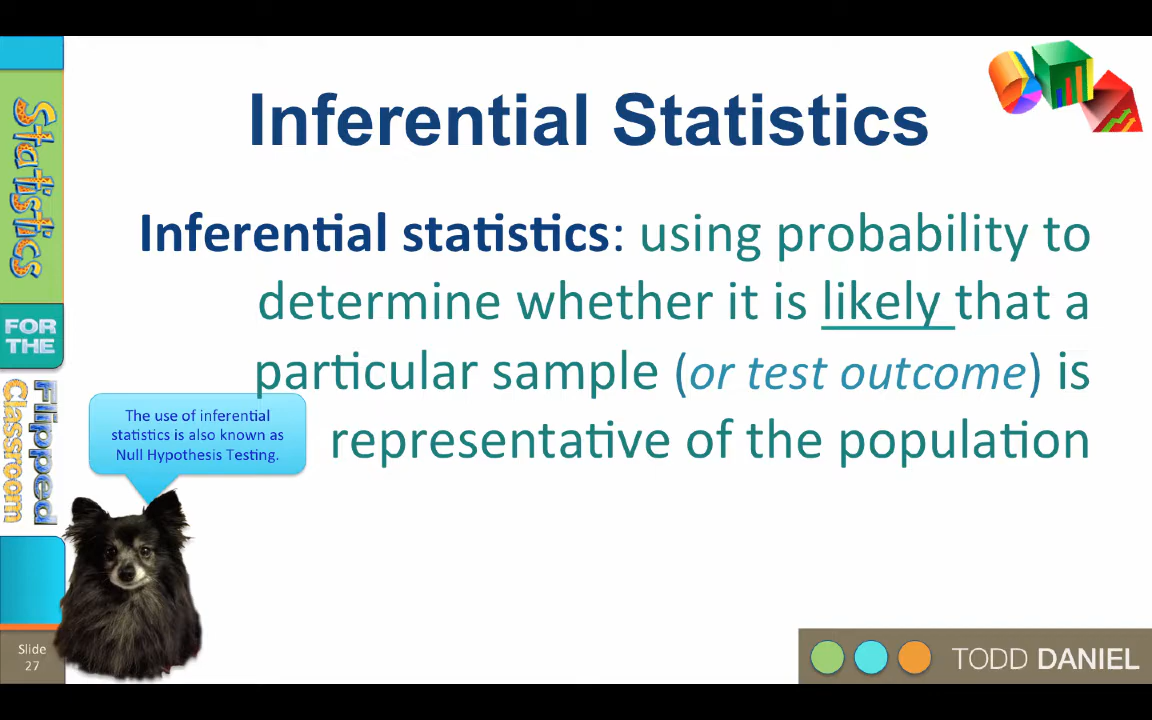 Inferential Statistics
Inferential statistics: using probability to
determine whether it is likely that a
particular sample (or test outcome) is
representative of the population
The use of inferential
statistics is also known as
Null Hypothesis Testing.
Statistics
FOR
THE
Flipped
Classroom
Slide
27
TODD DANIEL